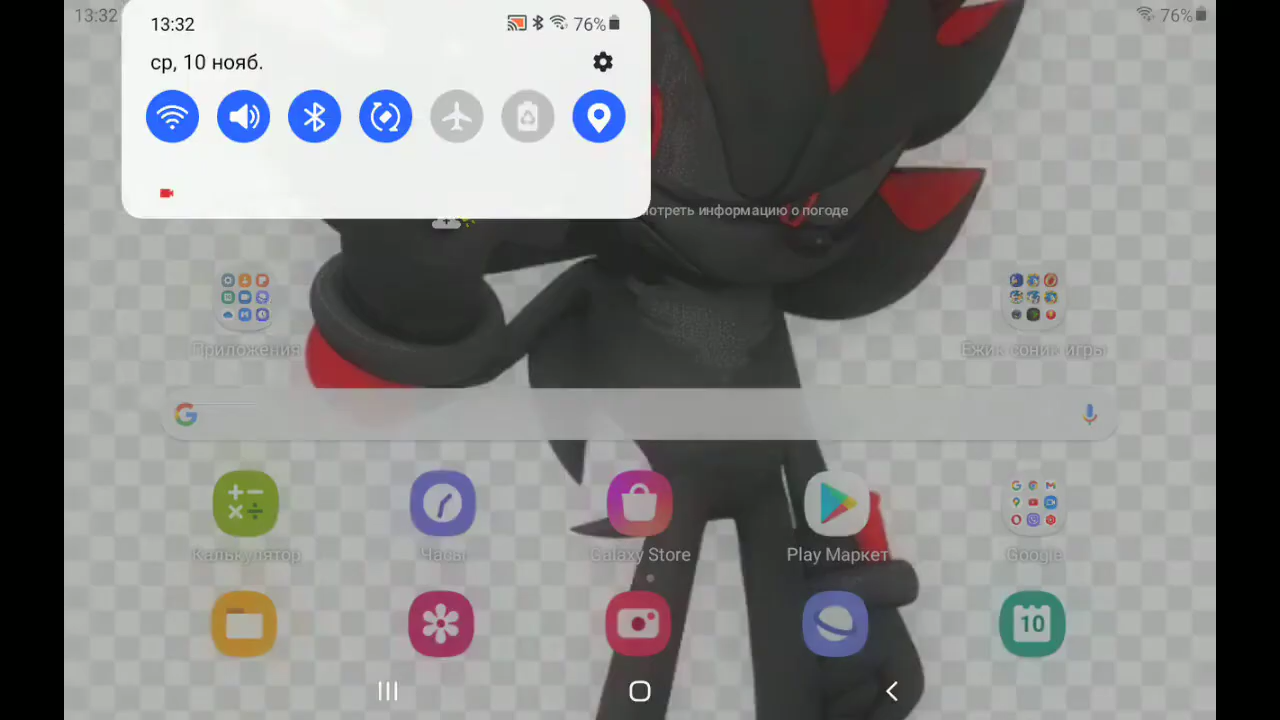 13:32
76%
13:32
76%
ср, 10 нояб.
мотреть информацию о погоде
Приложения
Ежик соник игры
Калькулятор
Часы
Galaxy Store
Play Маркет
Google
10